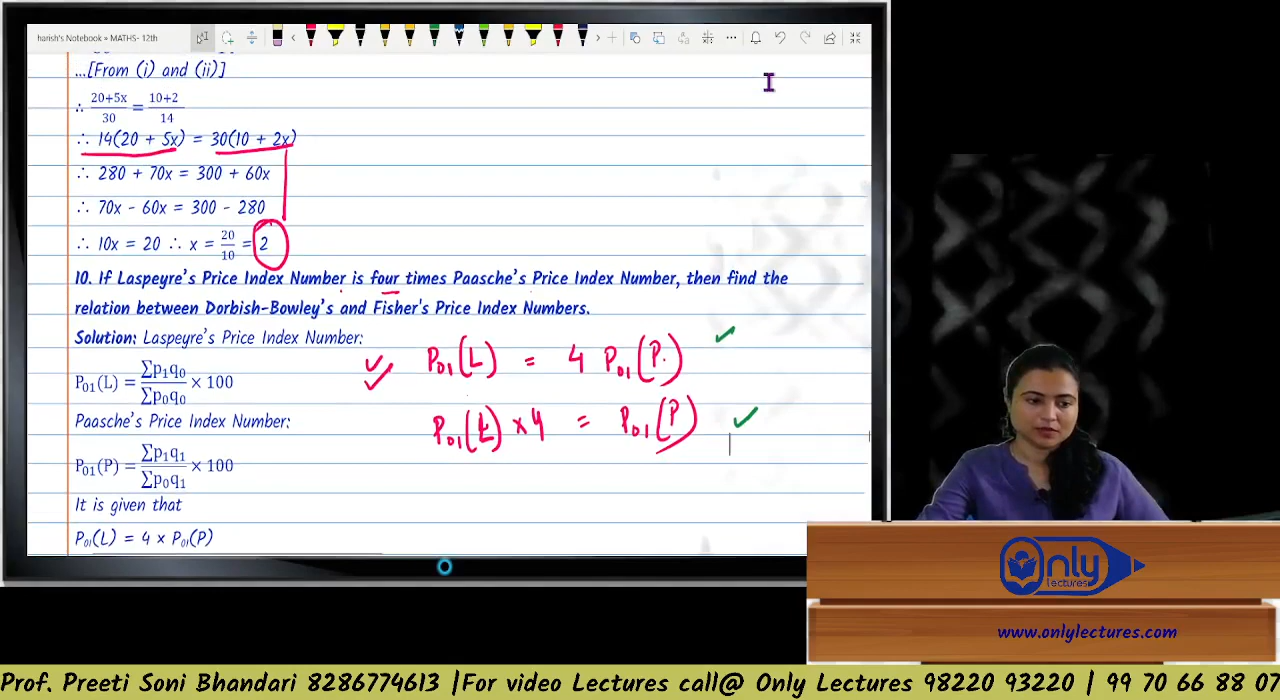 harish's Notebook » MATHS- 12th
...[From (i) and (ii)]
∴ 20+5x/30 = 10+2/14
∴ 14(20 + 5x) = 30(10 + 2x)
∴ 280 + 70x = 300 + 60x
∴ 70x - 60x = 300 - 280
∴ 10x = 20 ∴ x = 20/10 = 2
10. If Laspeyre's Price Index Number is four times Paasche's Price Index Number, then find the
relation between Dorbish-Bowley's and Fisher's Price Index Numbers.
Solution: Laspeyre's Price Index Number:
P₀₁(L) = 4 P₀₁(P)
P₀₁(L) = ∑p₁q₀/∑p₀q₀ × 100
P₀₁(L) × 4 = P₀₁(P)
Paasche's Price Index Number:
P₀₁(P) = ∑p₁q₁/∑p₀q₁ × 100
It is given that
P₀₁(L) = 4 x P₀₁(P)
Only
lectures
www.onlylectures.com
Prof. Preeti Soni Bhandari 8286774613 |For video Lectures call@ Only Lectures 98220 93220 | 99 70 66 88 07